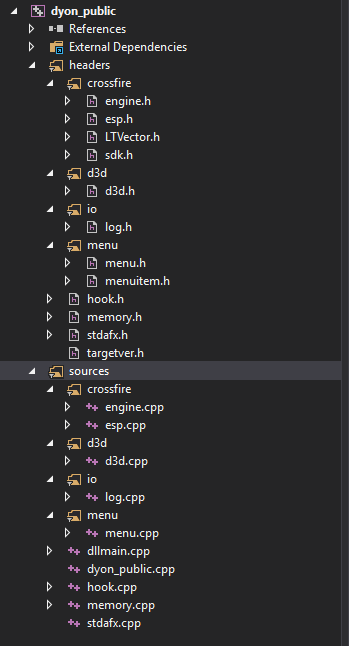 dyon_public
References
External Dependencies
headers
crossfire
engine.h
esp.h
LTVector.h
sdk.h
d3d
d3d.h
io
log.h
menu
menu.h
menuitem.h
hook.h
memory.h
stdafx.h
targetver.h
sources
crossfire
engine.cpp
esp.cpp
d3d
d3d.cpp
io
log.cpp
menu
menu.cpp
dllmain.cpp
dyon_public.cpp
hook.cpp
memory.cpp
stdafx.cpp